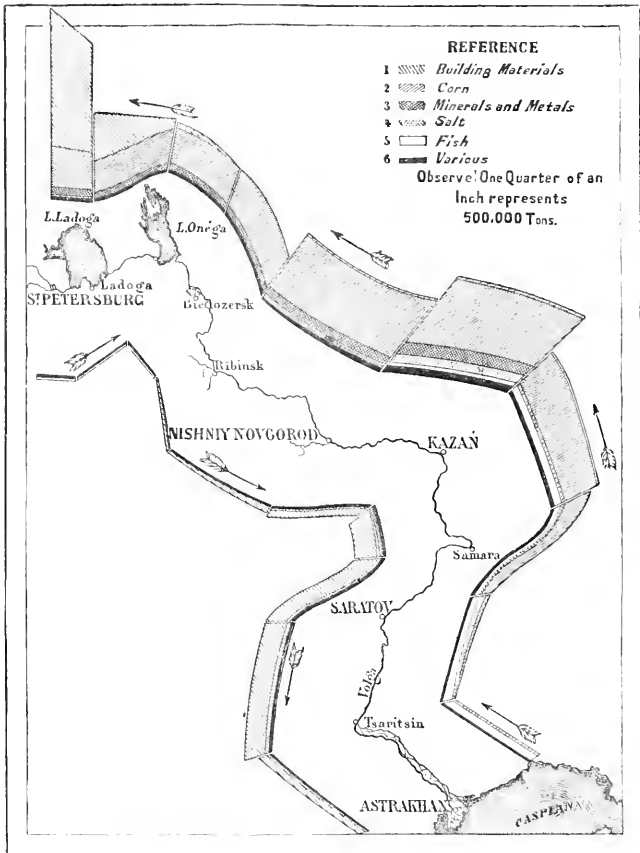 REFERENCE
1 Building Materials
2 Corn
3 Minerals and Metals
4 Salt
5 Fish
6 Various
Observe! One Quarter of an
Inch represents
500,000 Tons.
L.Ladoga
L.Onéga
Ladoga
ST PETERSBURG
Bielozersk
Ribinsk
NISHNIY NOVGOROD
KAZAŃ
Samara
SARATOV
Volga
Tsaritsin
ASTRAKHAN